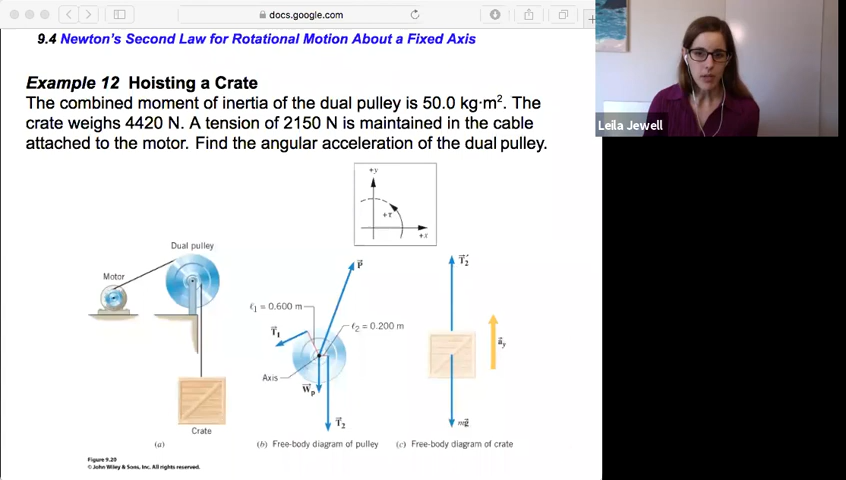 docs.google.com
9.4 Newton's Second Law for Rotational Motion About a Fixed Axis
Example 12 Hoisting a Crate
The combined moment of inertia of the dual pulley is 50.0 kg·m². The
crate weighs 4420 N. A tension of 2150 N is maintained in the cable
attached to the motor. Find the angular acceleration of the dual pulley.
Leila Jewell
+y
+τ
+x
Dual pulley
Motor
Crate
(a)
P
ℓ₁ = 0.600 m
ℓ₂ = 0.200 m
T₁
Axis
Wₚ
T₂
(b) Free-body diagram of pulley
T₂′
a_y
mg
(c) Free-body diagram of crate
Figure 9.20
© John Wiley & Sons, Inc. All rights reserved.